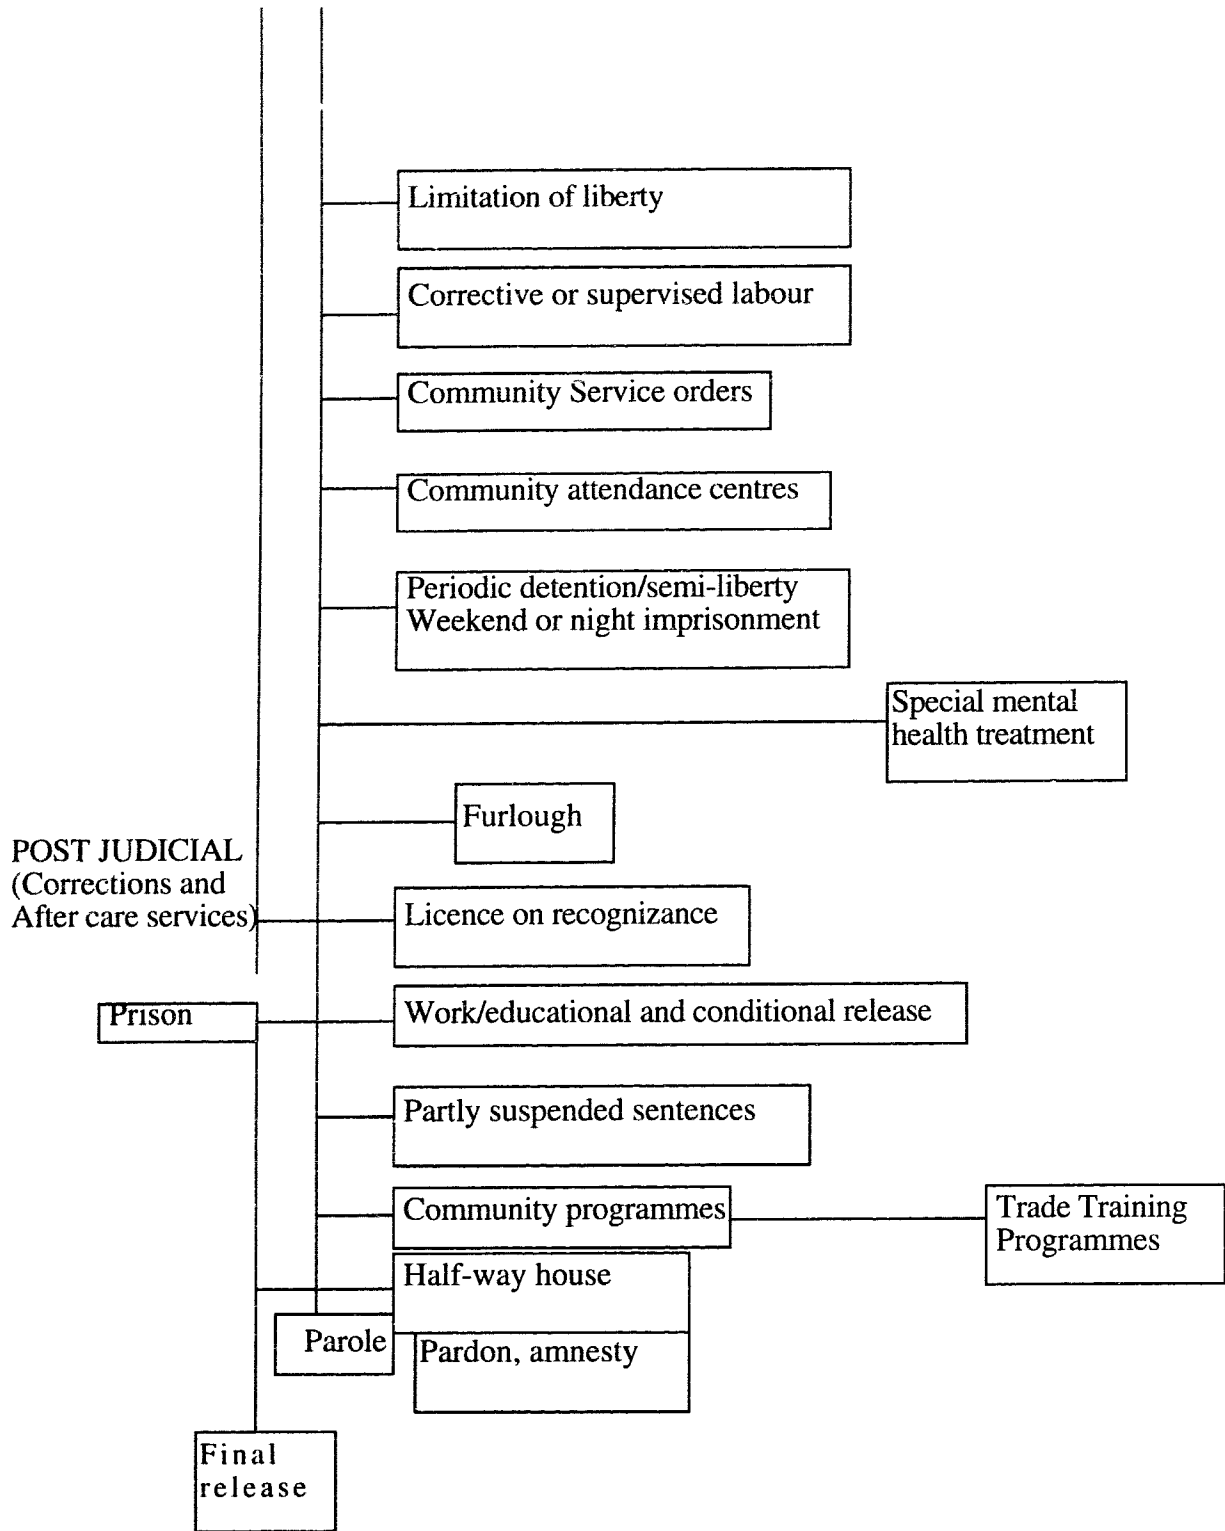 Limitation of liberty
Corrective or supervised labour
Community Service orders
Community attendance centres
Periodic detention/semi-liberty
Weekend or night imprisonment
Special mental
health treatment
Furlough
POST JUDICIAL
(Corrections and
After care services)
Licence on recognizance
Prison
Work/educational and conditional release
Partly suspended sentences
Community programmes
Trade Training
Programmes
Half-way house
Parole
Pardon, amnesty
Final
release